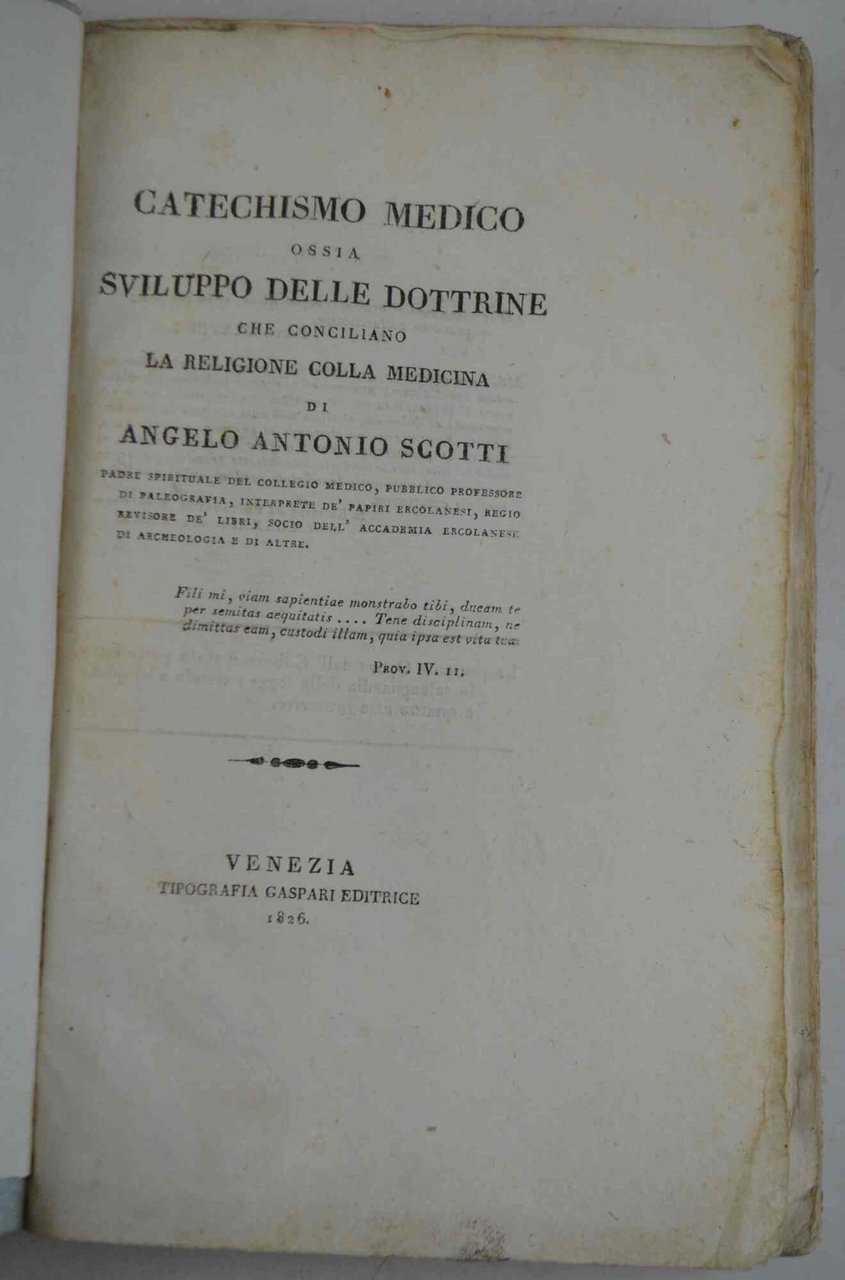 CATECHISMO MEDICO
OSSIA
SVILUPPO DELLE DOTTRINE
CHE CONCILIANO
LA RELIGIONE COLLA MEDICINA
DI
ANGELO ANTONIO SCOTTI
PADRE SPIRITUALE DEL COLLEGIO MEDICO, PUBBLICO PROFESSORE
DI PALEOGRAFIA, INTERPRETE DE' PAPIRI ERCOLANESI, REGIO
REVISORE DE' LIBRI, SOCIO DELL' ACCADEMIA ERCOLANESE
DI ARCHEOLOGIA E DI ALTRE.
Fili mi, viam sapientiae monstrabo tibi, ducam te
per semitas aequitatis .... Tene disciplinam, ne
dimittas eam, custodi illam, quia ipsa est vita tua.
PROV. IV. 11.
VENEZIA
TIPOGRAFIA GASPARI EDITRICE
1826.